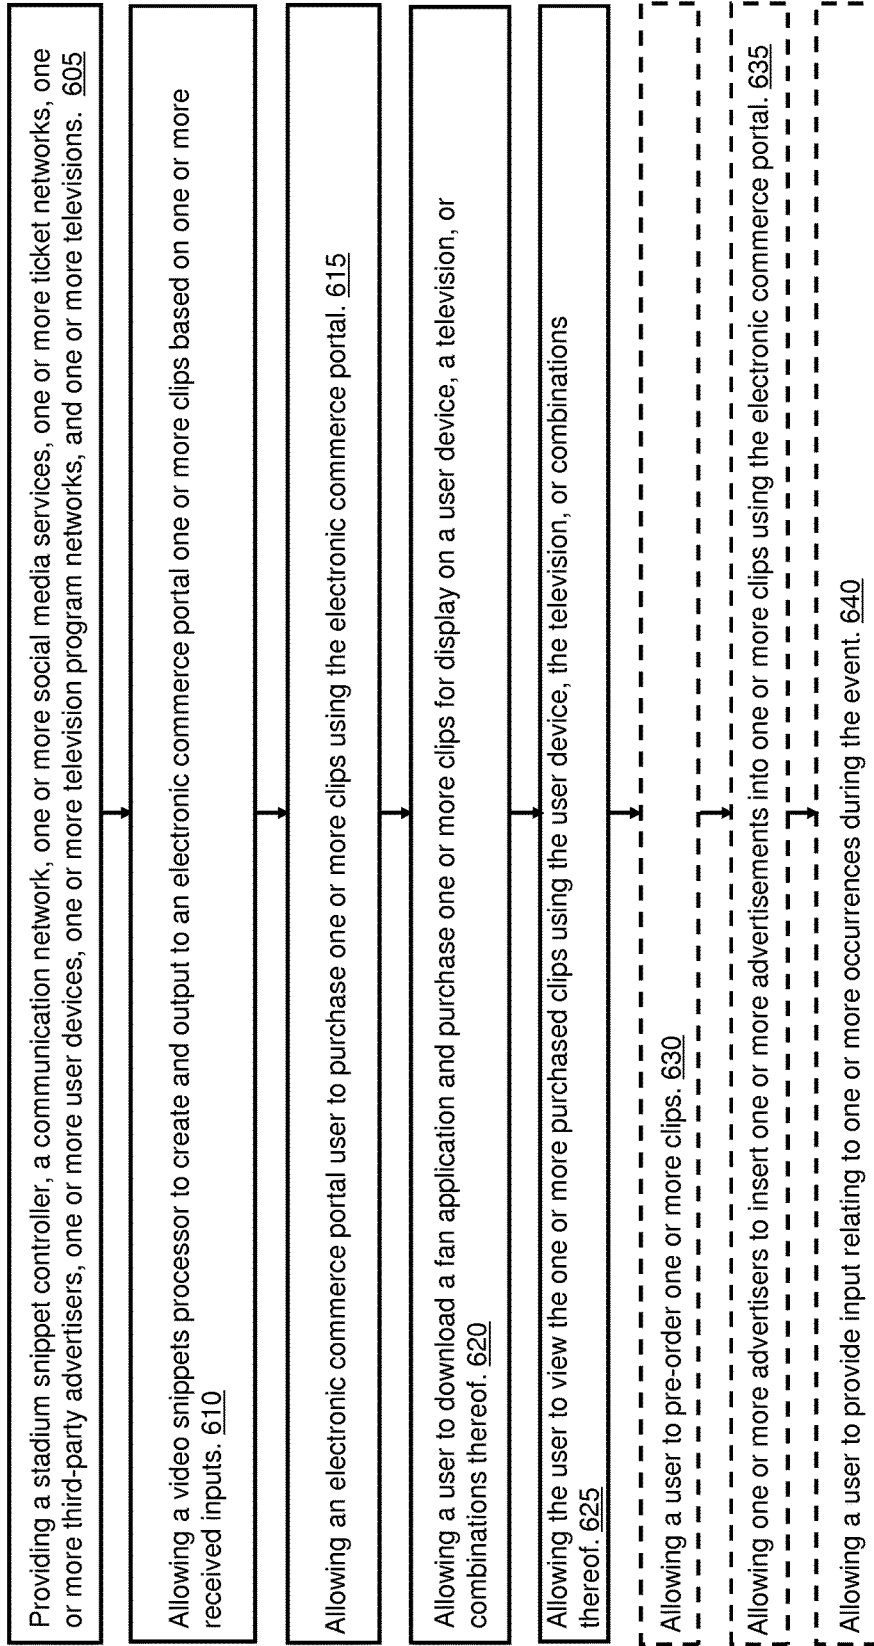 Providing a stadium snippet controller, a communication network, one or more social media services, one or more ticket networks, one
or more third-party advertisers, one or more user devices, one or more television program networks, and one or more televisions. 605
Allowing a video snippets processor to create and output to an electronic commerce portal one or more clips based on one or more
received inputs. 610
Allowing an electronic commerce portal user to purchase one or more clips using the electronic commerce portal. 615
Allowing a user to download a fan application and purchase one or more clips for display on a user device, a television, or
combinations thereof. 620
Allowing the user to view the one or more purchased clips using the user device, the television, or combinations
thereof. 625
Allowing a user to pre-order one or more clips. 630
Allowing one or more advertisers to insert one or more advertisements into one or more clips using the electronic commerce portal. 635
Allowing a user to provide input relating to one or more occurrences during the event. 640